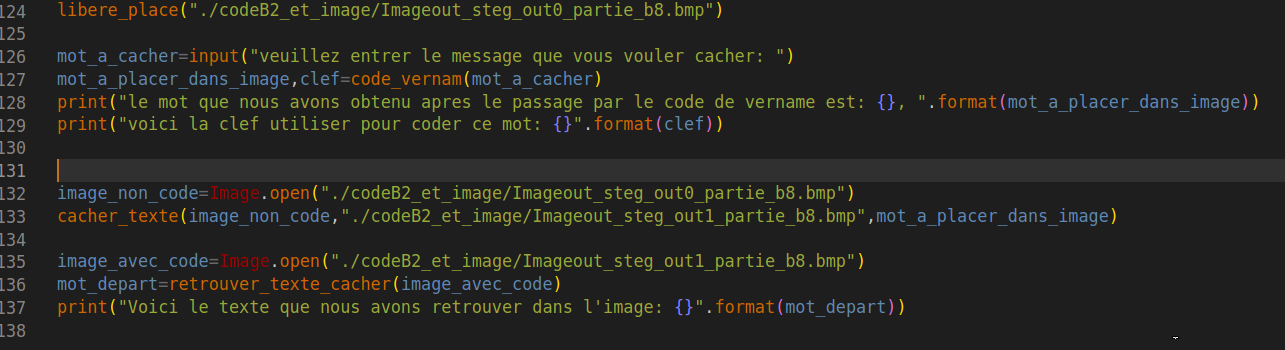 124 libere_place("./codeB2_et_image/Imageout_steg_out0_partie_b8.bmp")
125
126 mot_a_cacher=input("veuillez entrer le message que vous vouler cacher: ")
127 mot_a_placer_dans_image,clef=code_vernam(mot_a_cacher)
128 print("le mot que nous avons obtenu apres le passage par le code de vername est: {}, ".format(mot_a_placer_dans_image))
129 print("voici la clef utiliser pour coder ce mot: {}".format(clef))
130
131
132 image_non_code=Image.open("./codeB2_et_image/Imageout_steg_out0_partie_b8.bmp")
133 cacher_texte(image_non_code,"./codeB2_et_image/Imageout_steg_out1_partie_b8.bmp",mot_a_placer_dans_image)
134
135 image_avec_code=Image.open("./codeB2_et_image/Imageout_steg_out1_partie_b8.bmp")
136 mot_depart=retrouver_texte_cacher(image_avec_code)
137 print("Voici le texte que nous avons retrouver dans l'image: {}".format(mot_depart))
138